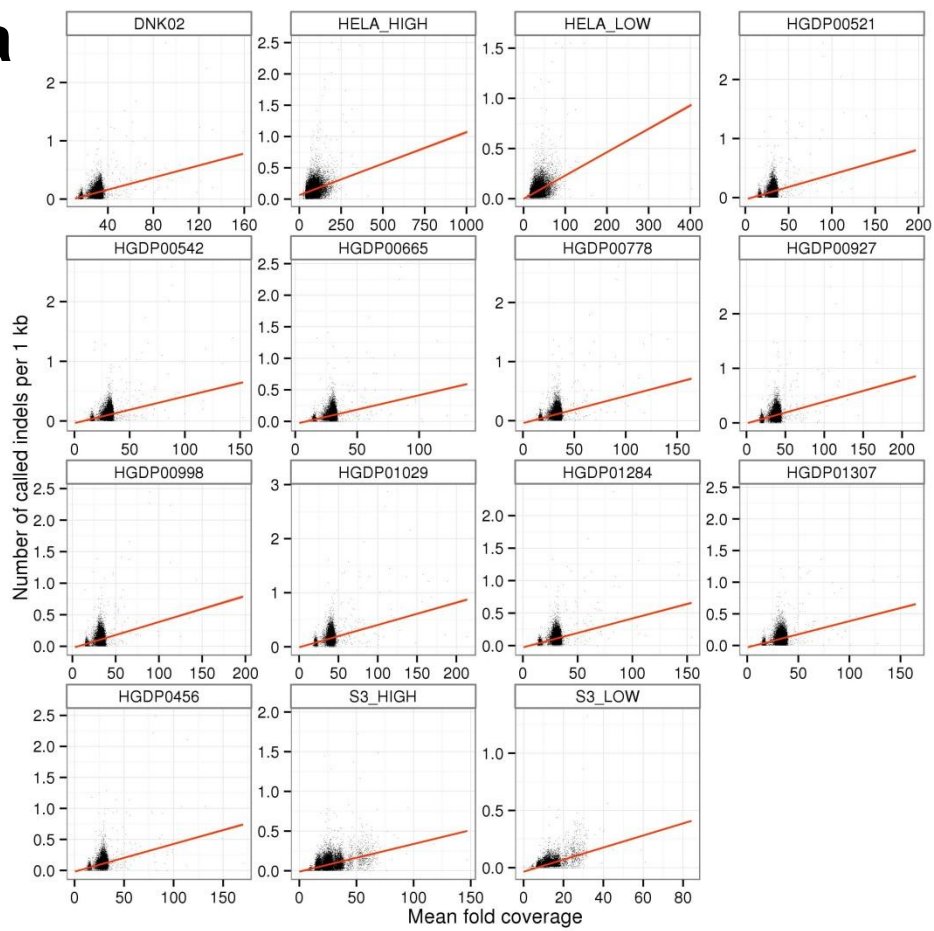 a
DNK02 HELA_HIGH HELA_LOW HGDP00521
2 1 0
2.5 2.0 1.5 1.0 0.5 0.0
1.5 1.0 0.5 0.0
2 1 0
40 80 120 160
0 250 500 750 1000
0 100 200 300 400
0 50 100 150 200
HGDP00542 HGDP00665 HGDP00778 HGDP00927
2 1 0
2.5 2.0 1.5 1.0 0.5 0.0
2 1 0
2 1 0
0 50 100 150
0 50 100
0 50 100 150
0 50 100 150 200
Number of called indels per 1 kb
HGDP00998 HGDP01029 HGDP01284 HGDP01307
2.5 2.0 1.5 1.0 0.5 0.0
3 2 1 0
2.0 1.5 1.0 0.5 0.0
2.5 2.0 1.5 1.0 0.5 0.0
0 50 100 150 200
0 50 100 150 200
0 50 100 150
0 50 100 150
HGDP0456 S3_HIGH S3_LOW
2.5 2.0 1.5 1.0 0.5 0.0
2.0 1.5 1.0 0.5 0.0
1.0 0.5 0.0
0 50 100 150
0 50 100 150
0 20 40 60 80
Mean fold coverage